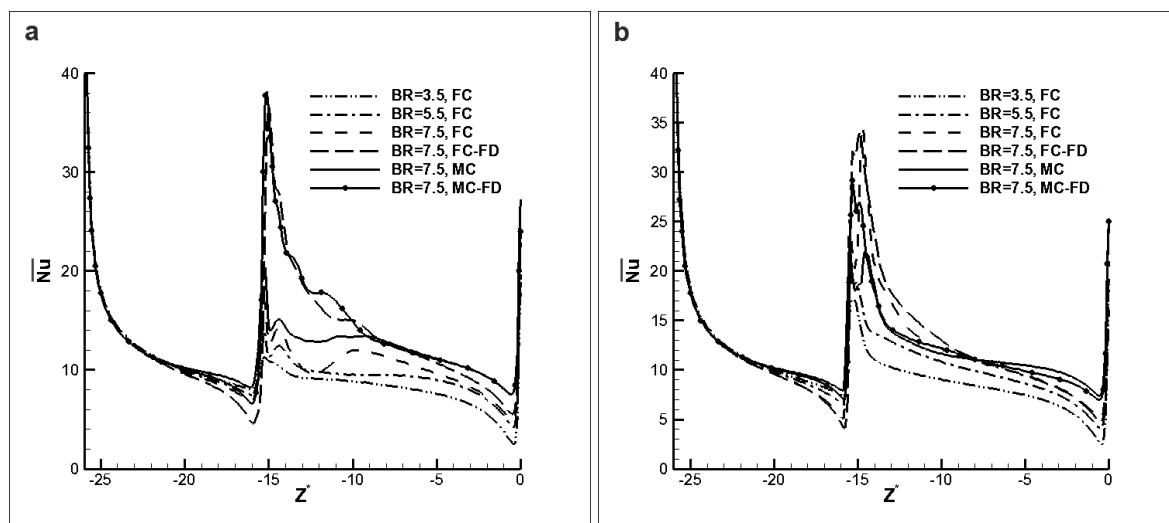 a
40
30
20
10
0
Nu
BR=3.5, FC
BR=5.5, FC
BR=7.5, FC
BR=7.5, FC-FD
BR=7.5, MC
BR=7.5, MC-FD
-25 -20 -15 -10 -5 0
Z*
b
40
35
30
25
20
15
10
5
0
Nu
BR=3.5, FC
BR=5.5, FC
BR=7.5, FC
BR=7.5, FC-FD
BR=7.5, MC
BR=7.5, MC-FD
-25 -20 -15 -10 -5 0
Z*